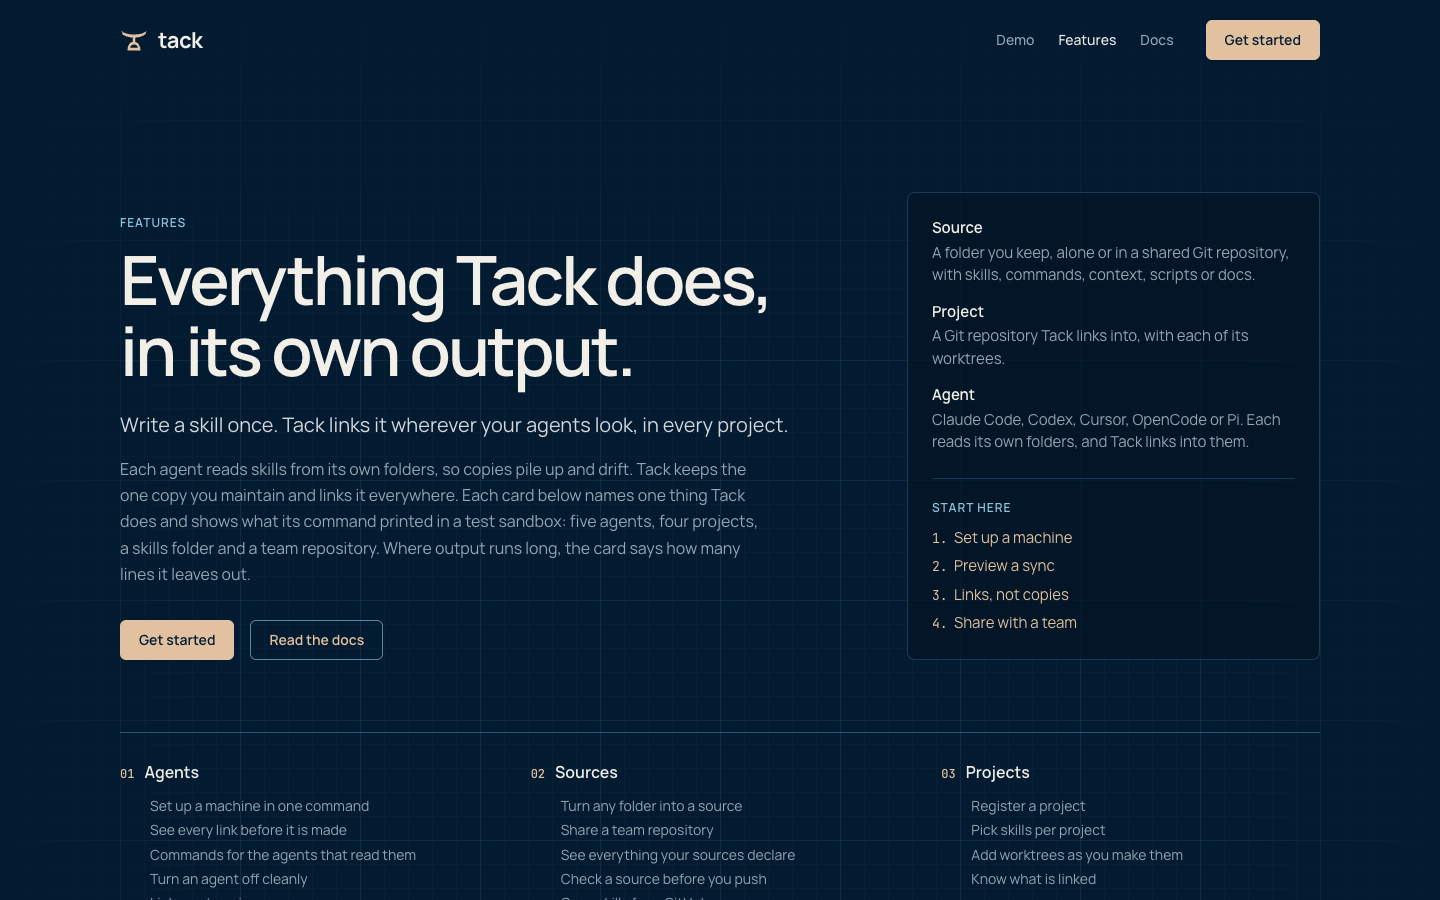 tack
Demo
Features
Docs
Get started
FEATURES
Everything Tack does,
in its own output.
Write a skill once. Tack links it wherever your agents look, in every project.
Each agent reads skills from its own folders, so copies pile up and drift. Tack keeps the
one copy you maintain and links it everywhere. Each card below names one thing Tack
does and shows what its command printed in a test sandbox: five agents, four projects,
a skills folder and a team repository. Where output runs long, the card says how many
lines it leaves out.
Get started
Read the docs
Source
A folder you keep, alone or in a shared Git repository,
with skills, commands, context, scripts or docs.
Project
A Git repository Tack links into, with each of its
worktrees.
Agent
Claude Code, Codex, Cursor, OpenCode or Pi. Each
reads its own folders, and Tack links into them.
START HERE
1. Set up a machine
2. Preview a sync
3. Links, not copies
4. Share with a team
01 Agents
Set up a machine in one command
See every link before it is made
Commands for the agents that read them
Turn an agent off cleanly
02 Sources
Turn any folder into a source
Share a team repository
See everything your sources declare
Check a source before you push
03 Projects
Register a project
Pick skills per project
Add worktrees as you make them
Know what is linked